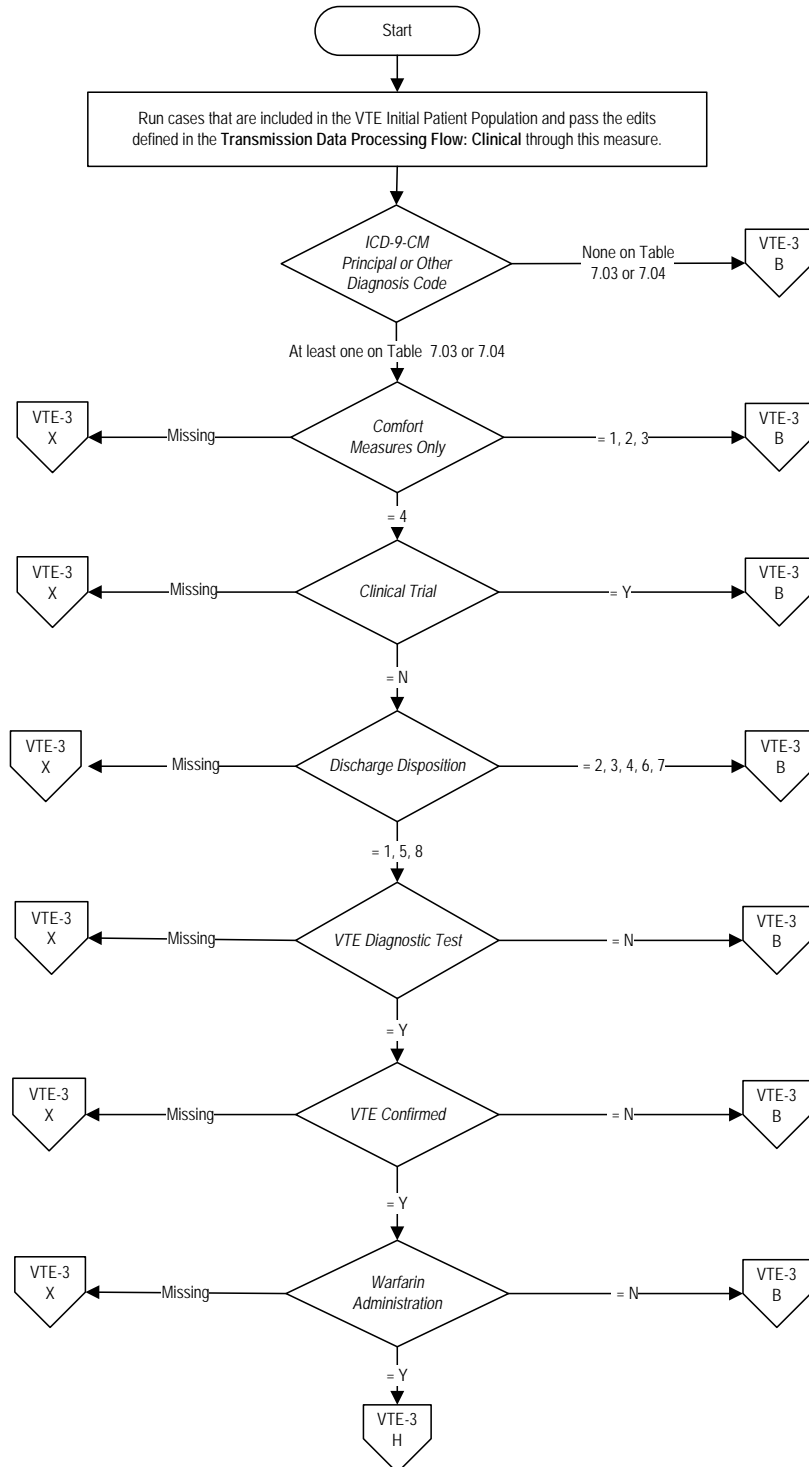 Start
Run cases that are included in the VTE Initial Patient Population and pass the edits
defined in the Transmission Data Processing Flow: Clinical through this measure.
ICD-9-CM
Principal or Other
Diagnosis Code
None on Table
7.03 or 7.04
VTE-3
B
At least one on Table 7.03 or 7.04
VTE-3
X
Missing
Comfort
Measures Only
= 1, 2, 3
VTE-3
B
= 4
VTE-3
X
Missing
Clinical Trial
= Y
VTE-3
B
= N
VTE-3
X
Missing
Discharge Disposition
= 2, 3, 4, 6, 7
VTE-3
B
= 1, 5, 8
VTE-3
X
Missing
VTE Diagnostic Test
= N
VTE-3
B
= Y
VTE-3
X
Missing
VTE Confirmed
= N
VTE-3
B
= Y
VTE-3
X
Missing
Warfarin
Administration
= N
VTE-3
B
= Y
VTE-3
H